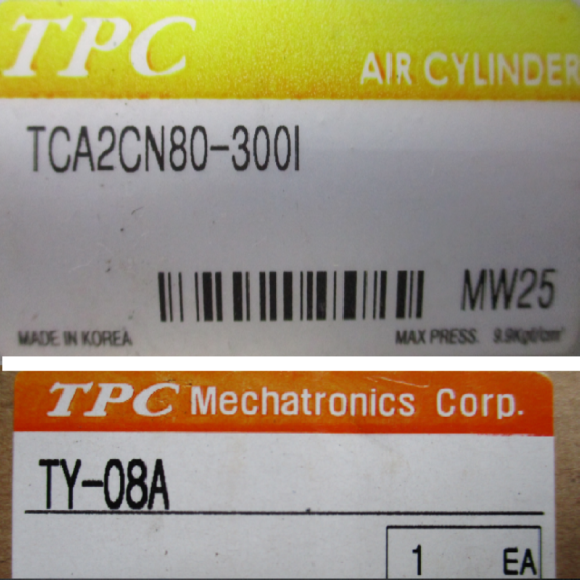 TPC
AIR CYLINDER
TCA2CN80-300I
MW25
MADE IN KOREA
MAX PRESS. 9.9Kgf/cm²
TPC Mechatronics Corp.
TY-08A
1 EA